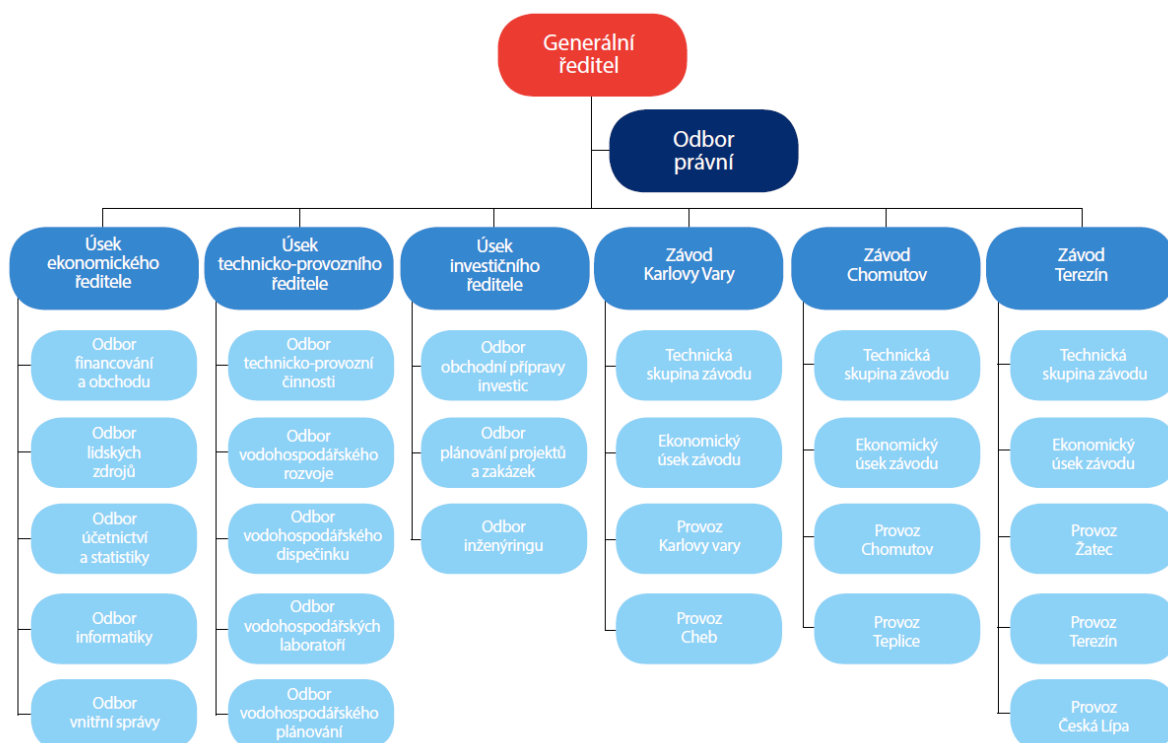 Generální
ředitel
Odbor
právní
Úsek
ekonomického
ředitele
Odbor
financování
a obchodu
Odbor
lidských
zdrojů
Odbor
účetnictví
a statistiky
Odbor
informatiky
Odbor
vnitřní správy
Úsek
technicko-provozního
ředitele
Odbor
technicko-provozní
činnosti
Odbor
vodohospodářského
rozvoje
Odbor
vodohospodářského
dispečinku
Odbor
vodohospodářských
laboratoří
Odbor
vodohospodářského
plánování
Úsek
investičního
ředitele
Odbor
obchodní přípravy
investic
Odbor
plánování projektů
a zakázek
Odbor
inženýringu
Závod
Karlovy Vary
Technická
skupina závodu
Ekonomický
úsek závodu
Provoz
Karlovy vary
Provoz
Cheb
Závod
Chomutov
Technická
skupina závodu
Ekonomický
úsek závodu
Provoz
Chomutov
Provoz
Teplice
Závod
Terezín
Technická
skupina závodu
Ekonomický
úsek závodu
Provoz
Žatec
Provoz
Terezín
Provoz
Česká Lípa